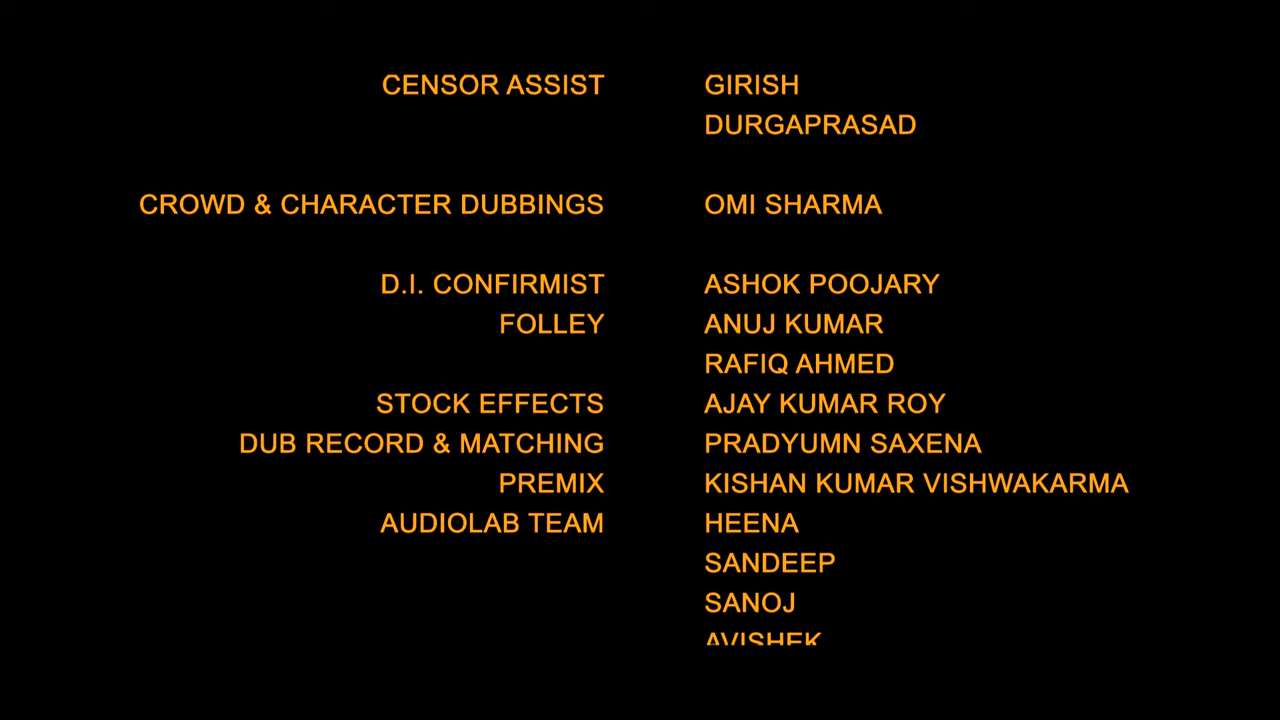 CENSOR ASSIST GIRISH
DURGAPRASAD
CROWD & CHARACTER DUBBINGS OMI SHARMA
D.I. CONFIRMIST ASHOK POOJARY
FOLLEY ANUJ KUMAR
RAFIQ AHMED
STOCK EFFECTS AJAY KUMAR ROY
DUB RECORD & MATCHING PRADYUMN SAXENA
PREMIX KISHAN KUMAR VISHWAKARMA
AUDIOLAB TEAM HEENA
SANDEEP
SANOJ
AVISHEK